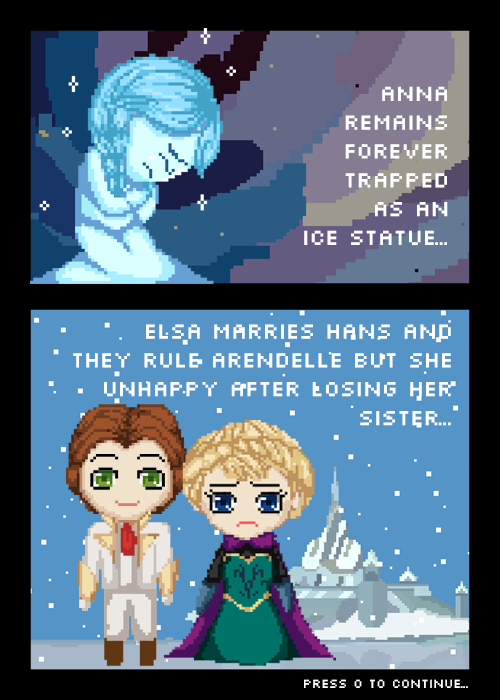 ANNA
REMAINS
FOREVER
TRAPPED
AS AN
ICE STATUE...
ELSA MARRIES HANS AND
THEY RULE ARENDELLE BUT SHE
UNHAPPY AFTER LOSING HER
SISTER...
PRESS O TO CONTINUE...